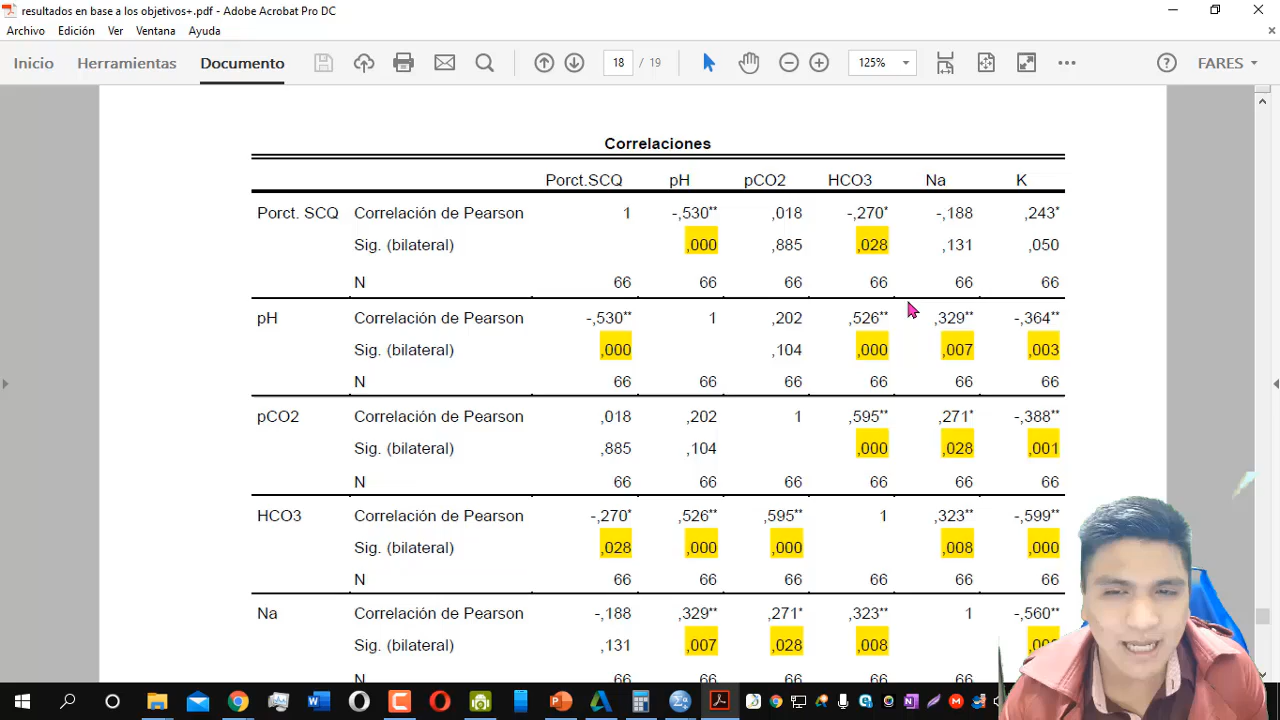 resultados en base a los objetivos+.pdf - Adobe Acrobat Pro DC
Archivo Edición Ver Ventana Ayuda
Inicio Herramientas Documento 18 / 19 125% FARES
Correlaciones
Porct.SCQ pH pCO2 HCO3 Na K
Porct. SCQ Correlación de Pearson 1 -,530** ,018 -,270* -,188 ,243*
Sig. (bilateral) ,000 ,885 ,028 ,131 ,050
N 66 66 66 66 66 66
pH Correlación de Pearson -,530** 1 ,202 ,526** ,329** -,364**
Sig. (bilateral) ,000 ,104 ,000 ,007 ,003
N 66 66 66 66 66 66
pCO2 Correlación de Pearson ,018 ,202 1 ,595** ,271* -,388**
Sig. (bilateral) ,885 ,104 ,000 ,028 ,001
N 66 66 66 66 66 66
HCO3 Correlación de Pearson -,270* ,526** ,595** 1 ,323** -,599**
Sig. (bilateral) ,028 ,000 ,000 ,008 ,000
N 66 66 66 66 66 66
Na Correlación de Pearson -,188 ,329** ,271* ,323** 1 -,560**
Sig. (bilateral) ,131 ,007 ,028 ,008
N 66 66 66 66